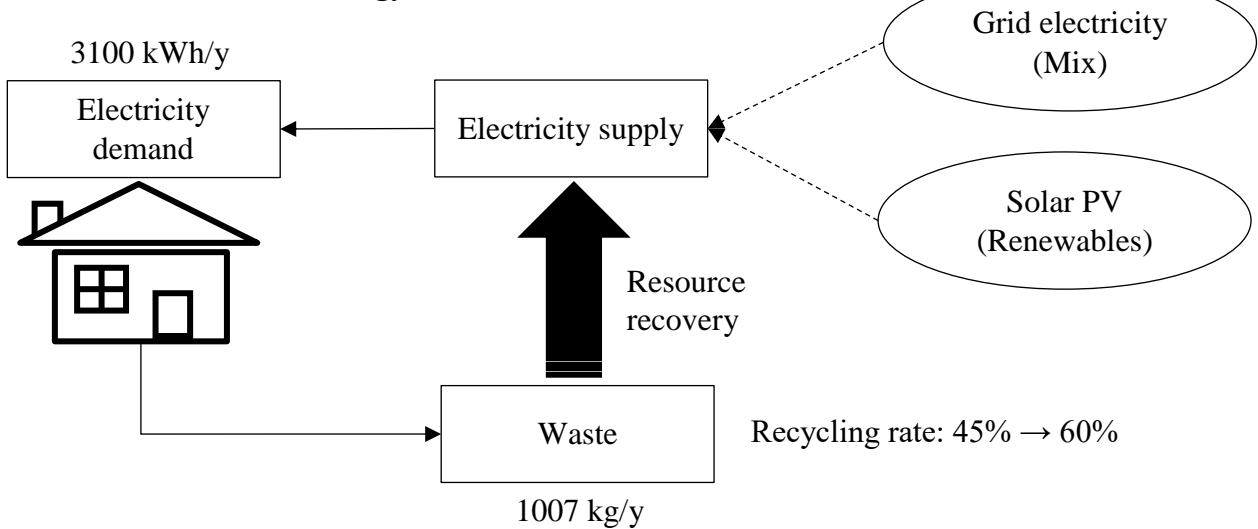 Grid electricity
(Mix)
3100 kWh/y
Electricity
demand
Electricity supply
Solar PV
(Renewables)
Resource
recovery
Waste
Recycling rate: 45% → 60%
1007 kg/y